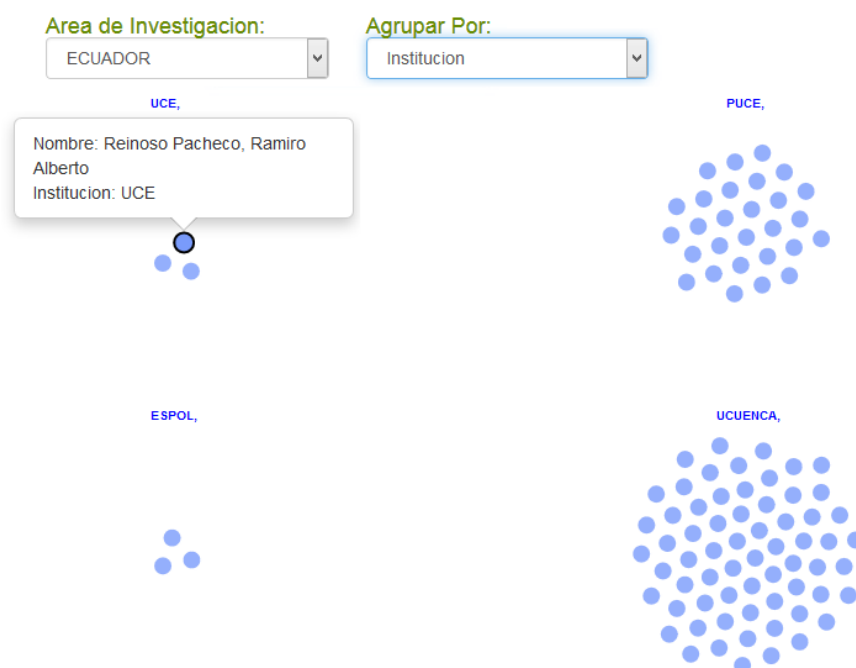 Area de Investigacion:
Agrupar Por:
ECUADOR
Institucion
UCE,
PUCE,
Nombre: Reinoso Pacheco, Ramiro
Alberto
Institucion: UCE
ESPOL,
UCUENCA,